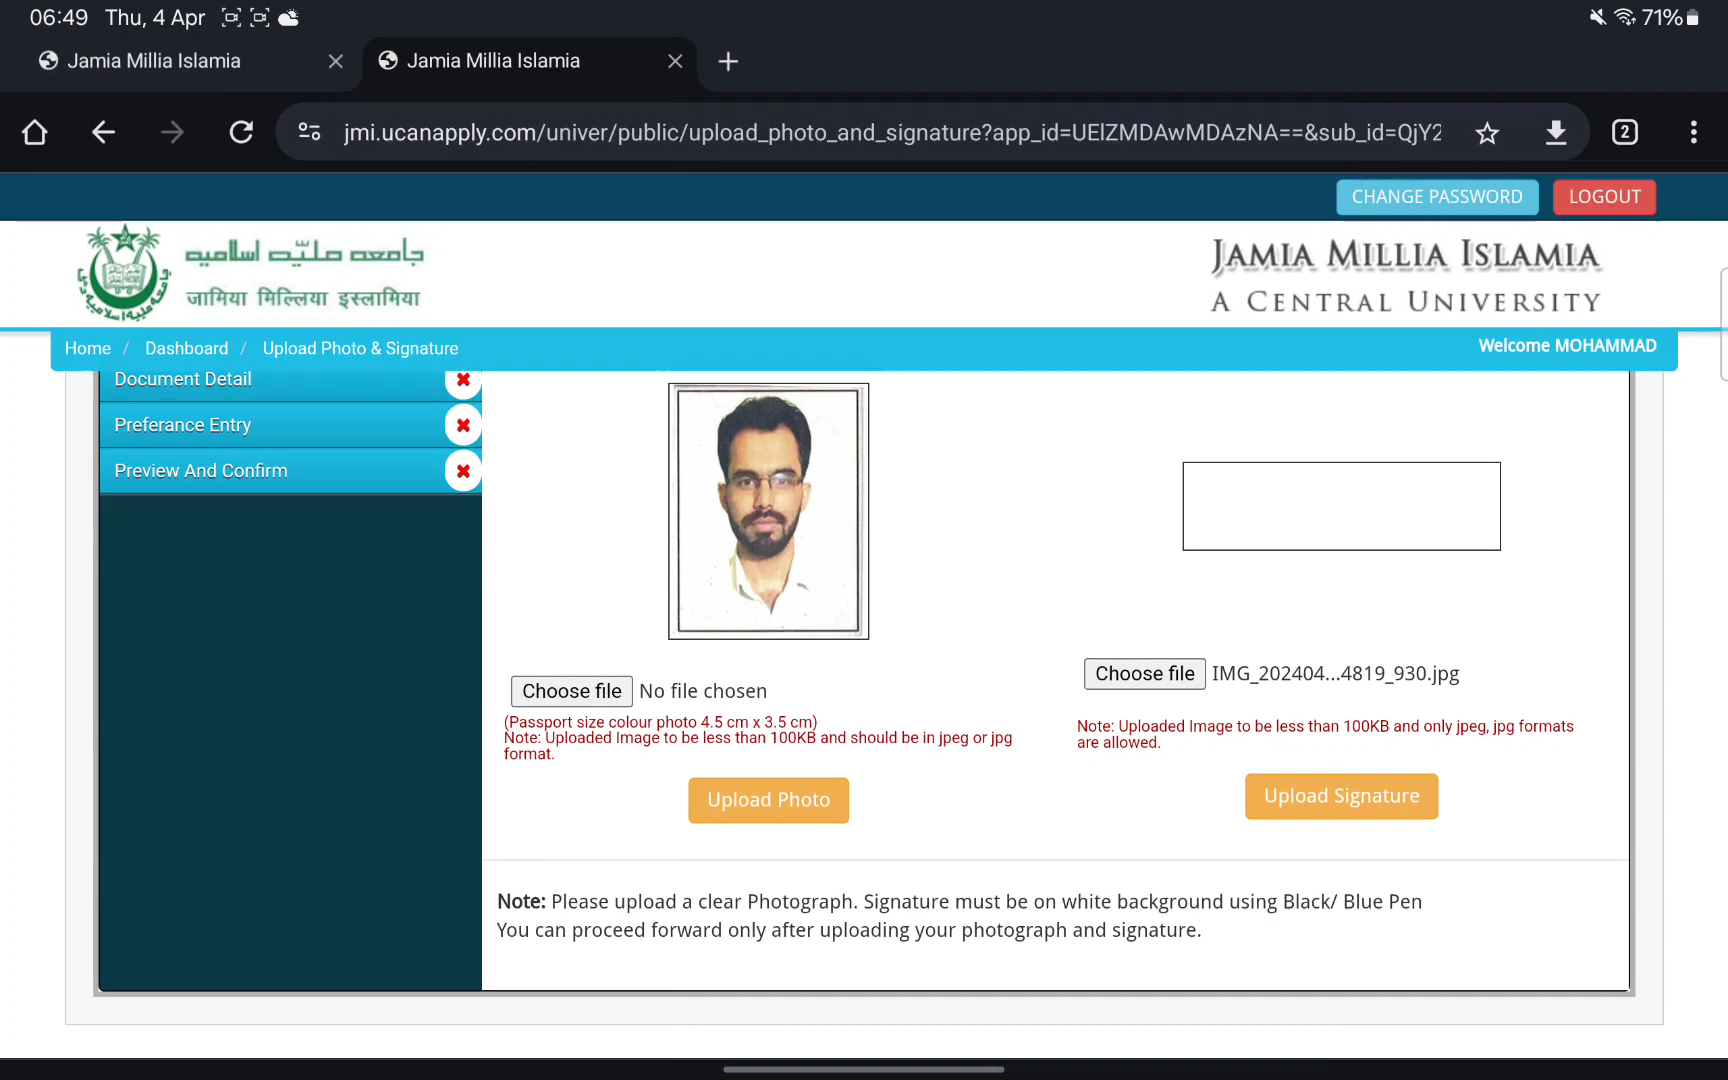 06:49 Thu, 4 Apr
71%
Jamia Millia Islamia
Jamia Millia Islamia
jmi.ucanapply.com/univer/public/upload_photo_and_signature?app_id=UElZMDAwMDAzNA==&sub_id=QjY2
2
CHANGE PASSWORD
LOGOUT
جامعہ ملیّہ اسلامیہ
जामिया मिल्लिया इस्लामिया
JAMIA MILLIA ISLAMIA
A CENTRAL UNIVERSITY
Home / Dashboard / Upload Photo & Signature
Welcome MOHAMMAD
Document Detail
Preferance Entry
Preview And Confirm
Choose file No file chosen
(Passport size colour photo 4.5 cm x 3.5 cm)
Note: Uploaded Image to be less than 100KB and should be in jpeg or jpg
format.
Upload Photo
Choose file IMG_202404...4819_930.jpg
Note: Uploaded Image to be less than 100KB and only jpeg, jpg formats
are allowed.
Upload Signature
Note: Please upload a clear Photograph. Signature must be on white background using Black/ Blue Pen
You can proceed forward only after uploading your photograph and signature.